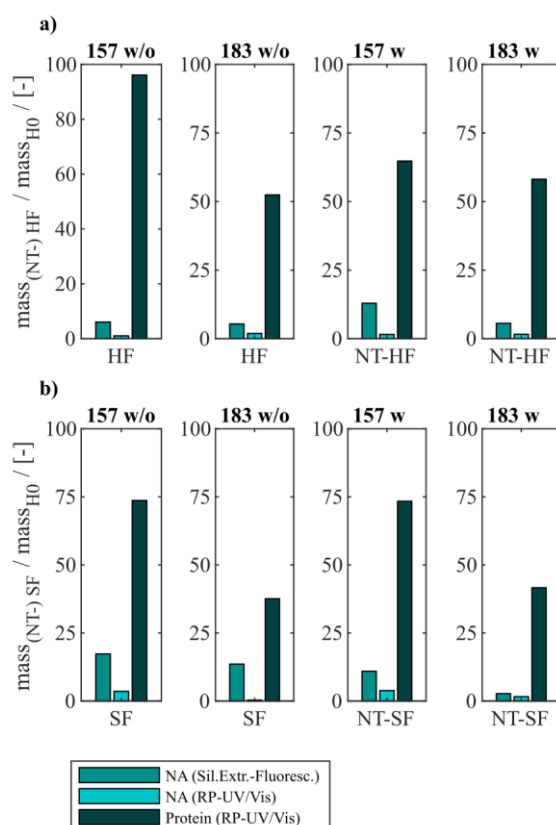 a)
157 w/o 183 w/o 157 w 183 w
mass(NT-) HF / massH0 / [-]
100 100 100 100
80 75 75 75
60 50 50 50
40 25 25 25
20 0 0 0
0
HF HF NT-HF NT-HF
b)
157 w/o 183 w/o 157 w 183 w
mass(NT-) SF / massH0 / [-]
100 100 100 100
75 75 75 75
50 50 50 50
25 25 25 25
0 0 0 0
SF SF NT-SF NT-SF
NA (Sil.Extr.-Fluoresc.)
NA (RP-UV/Vis)
Protein (RP-UV/Vis)